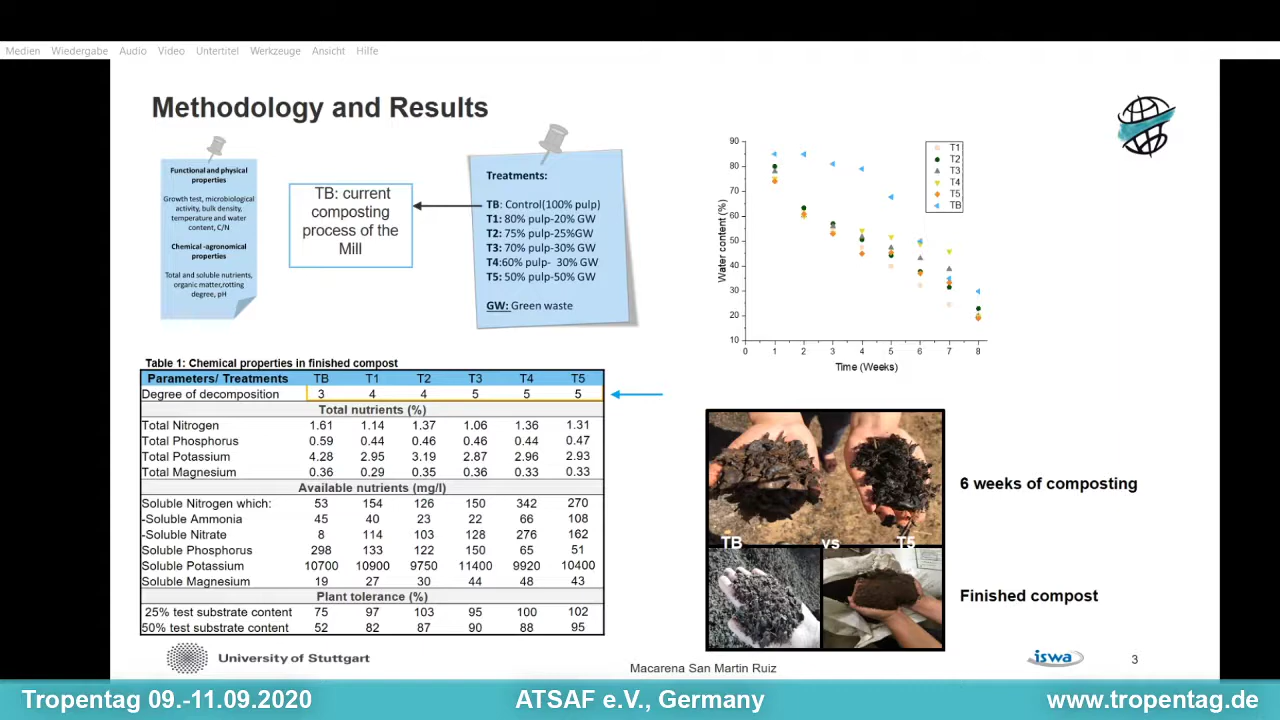 Medien Wiedergabe Audio Video Untertitel Werkzeuge Ansicht Hilfe
Methodology and Results
Functional and physical
properties
Growth test, microbiological
activity, bulk density,
temperature and water
content, C/N
Chemical -agronomical
properties
Total and soluble nutrients,
organic matter,rotting
degree, pH
TB: current
composting
process of the
Mill
Treatments:
TB: Control(100% pulp)
T1: 80% pulp-20% GW
T2: 75% pulp-25%GW
T3: 70% pulp-30% GW
T4:60% pulp- 30% GW
T5: 50% pulp-50% GW
GW: Green waste
Water content (%)
90
80
70
60
50
40
30
20
10
0 1 2 3 4 5 6 7 8
Time (Weeks)
T1
T2
T3
T4
T5
TB
Table 1: Chemical properties in finished compost
Parameters/ Treatments TB T1 T2 T3 T4 T5
Degree of decomposition 3 4 4 5 5 5
Total nutrients (%)
Total Nitrogen 1.61 1.14 1.37 1.06 1.36 1.31
Total Phosphorus 0.59 0.44 0.46 0.46 0.44 0.47
Total Potassium 4.28 2.95 3.19 2.87 2.96 2.93
Total Magnesium 0.36 0.29 0.35 0.36 0.33 0.33
Available nutrients (mg/l)
Soluble Nitrogen which: 53 154 126 150 342 270
-Soluble Ammonia 45 40 23 22 66 108
-Soluble Nitrate 8 114 103 128 276 162
Soluble Phosphorus 298 133 122 150 65 51
Soluble Potassium 10700 10900 9750 11400 9920 10400
Soluble Magnesium 19 27 30 44 48 43
Plant tolerance (%)
25% test substrate content 75 97 103 95 100 102
50% test substrate content 52 82 87 90 88 95
TB vs T5
6 weeks of composting
Finished compost
University of Stuttgart
Macarena San Martin Ruiz
iswa
3
Tropentag 09.-11.09.2020 ATSAF e.V., Germany www.tropentag.de